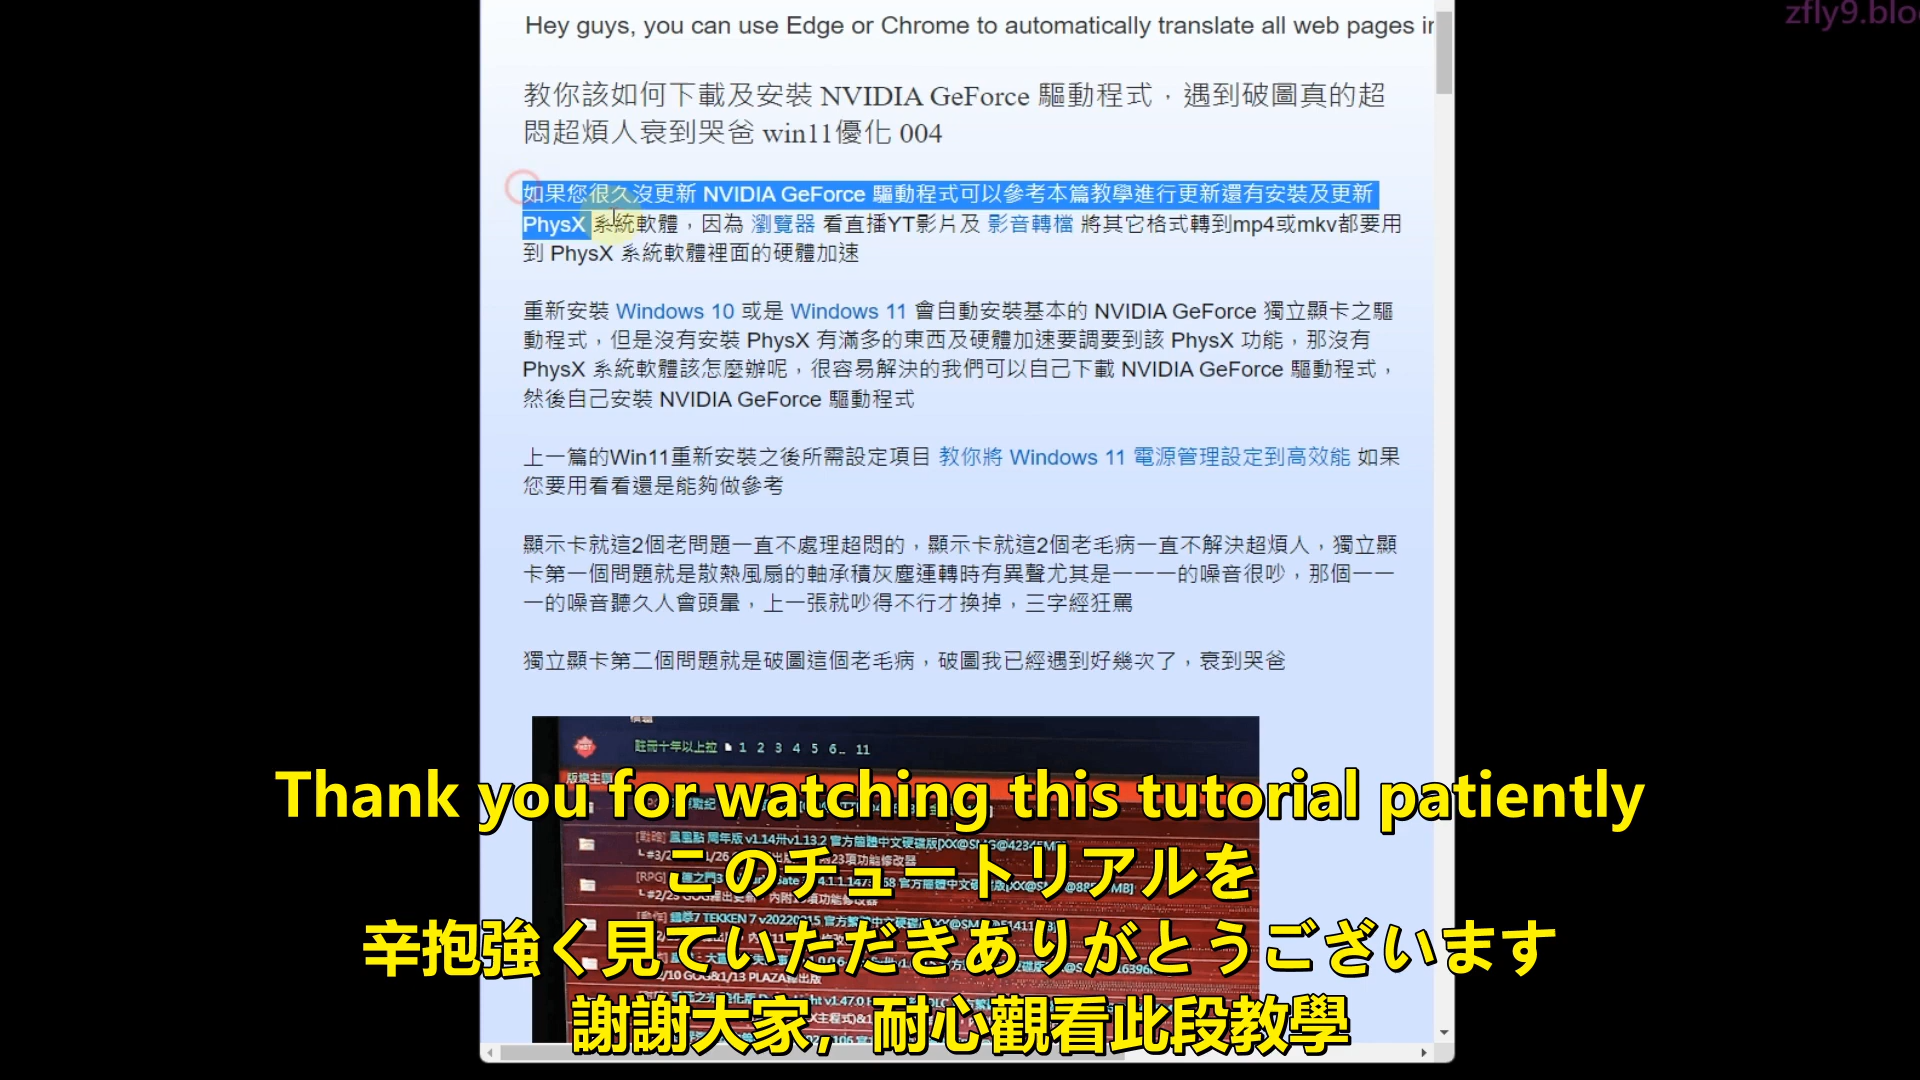 zfly9.blo
Hey guys, you can use Edge or Chrome to automatically translate all web pages in
教你該如何下載及安裝 NVIDIA GeForce 驅動程式，遇到破圖真的超
悶超煩人衰到哭爸 win11優化 004
如果您很久沒更新 NVIDIA GeForce 驅動程式可以參考本篇教學進行更新還有安裝及更新
PhysX 系統軟體，因為 瀏覽器 看直播YT影片及 影音轉檔 將其它格式轉到mp4或mkv都要用
到 PhysX 系統軟體裡面的硬體加速
重新安裝 Windows 10 或是 Windows 11 會自動安裝基本的 NVIDIA GeForce 獨立顯卡之驅
動程式，但是沒有安裝 PhysX 有滿多的東西及硬體加速要調要到該 PhysX 功能，那沒有
PhysX 系統軟體該怎麼辦呢，很容易解決的我們可以自己下載 NVIDIA GeForce 驅動程式，
然後自己安裝 NVIDIA GeForce 驅動程式
上一篇的Win11重新安裝之後所需設定項目 教你將 Windows 11 電源管理設定到高效能 如果
您要用看看還是能夠做參考
顯示卡就這2個老問題一直不處理超悶的，顯示卡就這2個老毛病一直不解決超煩人，獨立顯
卡第一個問題就是散熱風扇的軸承積灰塵運轉時有異聲尤其是一一一的噪音很吵，那個一一
一的噪音聽久人會頭暈，上一張就吵得不行才換掉，三字經狂罵
獨立顯卡第二個問題就是破圖這個老毛病，破圖我已經遇到好幾次了，衰到哭爸
註冊十年以上拉 1 2 3 4 5 6.. 11
版塊主題
Thank you for watching this tutorial patiently
このチュートリアルを
辛抱強く見ていただきありがとうございます
謝謝大家，耐心觀看此段教學